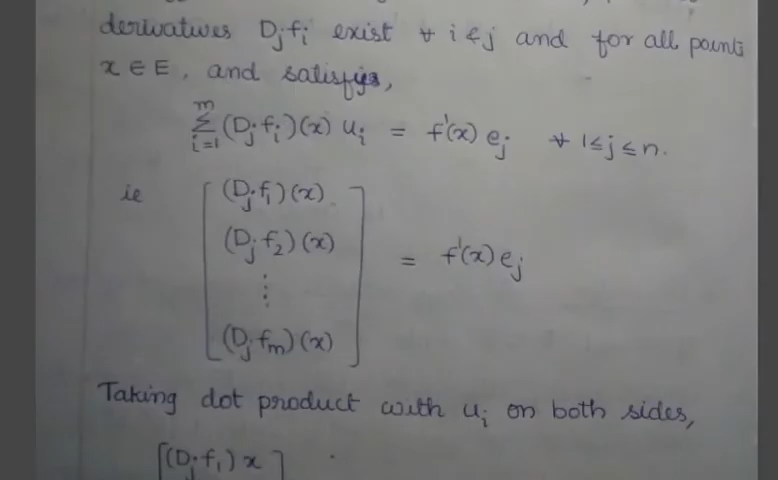 derivatives Dⱼfᵢ exist ∀ i & j and for all points
x ∈ E, and satisfies,
∑ᵢ₌₁ᵐ (Dⱼfᵢ)(x) uᵢ = f'(x) eⱼ ∀ 1≤j≤n.
ie [ (Dⱼf₁)(x)
(Dⱼf₂)(x)
⋮
(Dⱼfₘ)(x) ] = f'(x) eⱼ
Taking dot product with uᵢ on both sides,
[(Dⱼf₁)x]